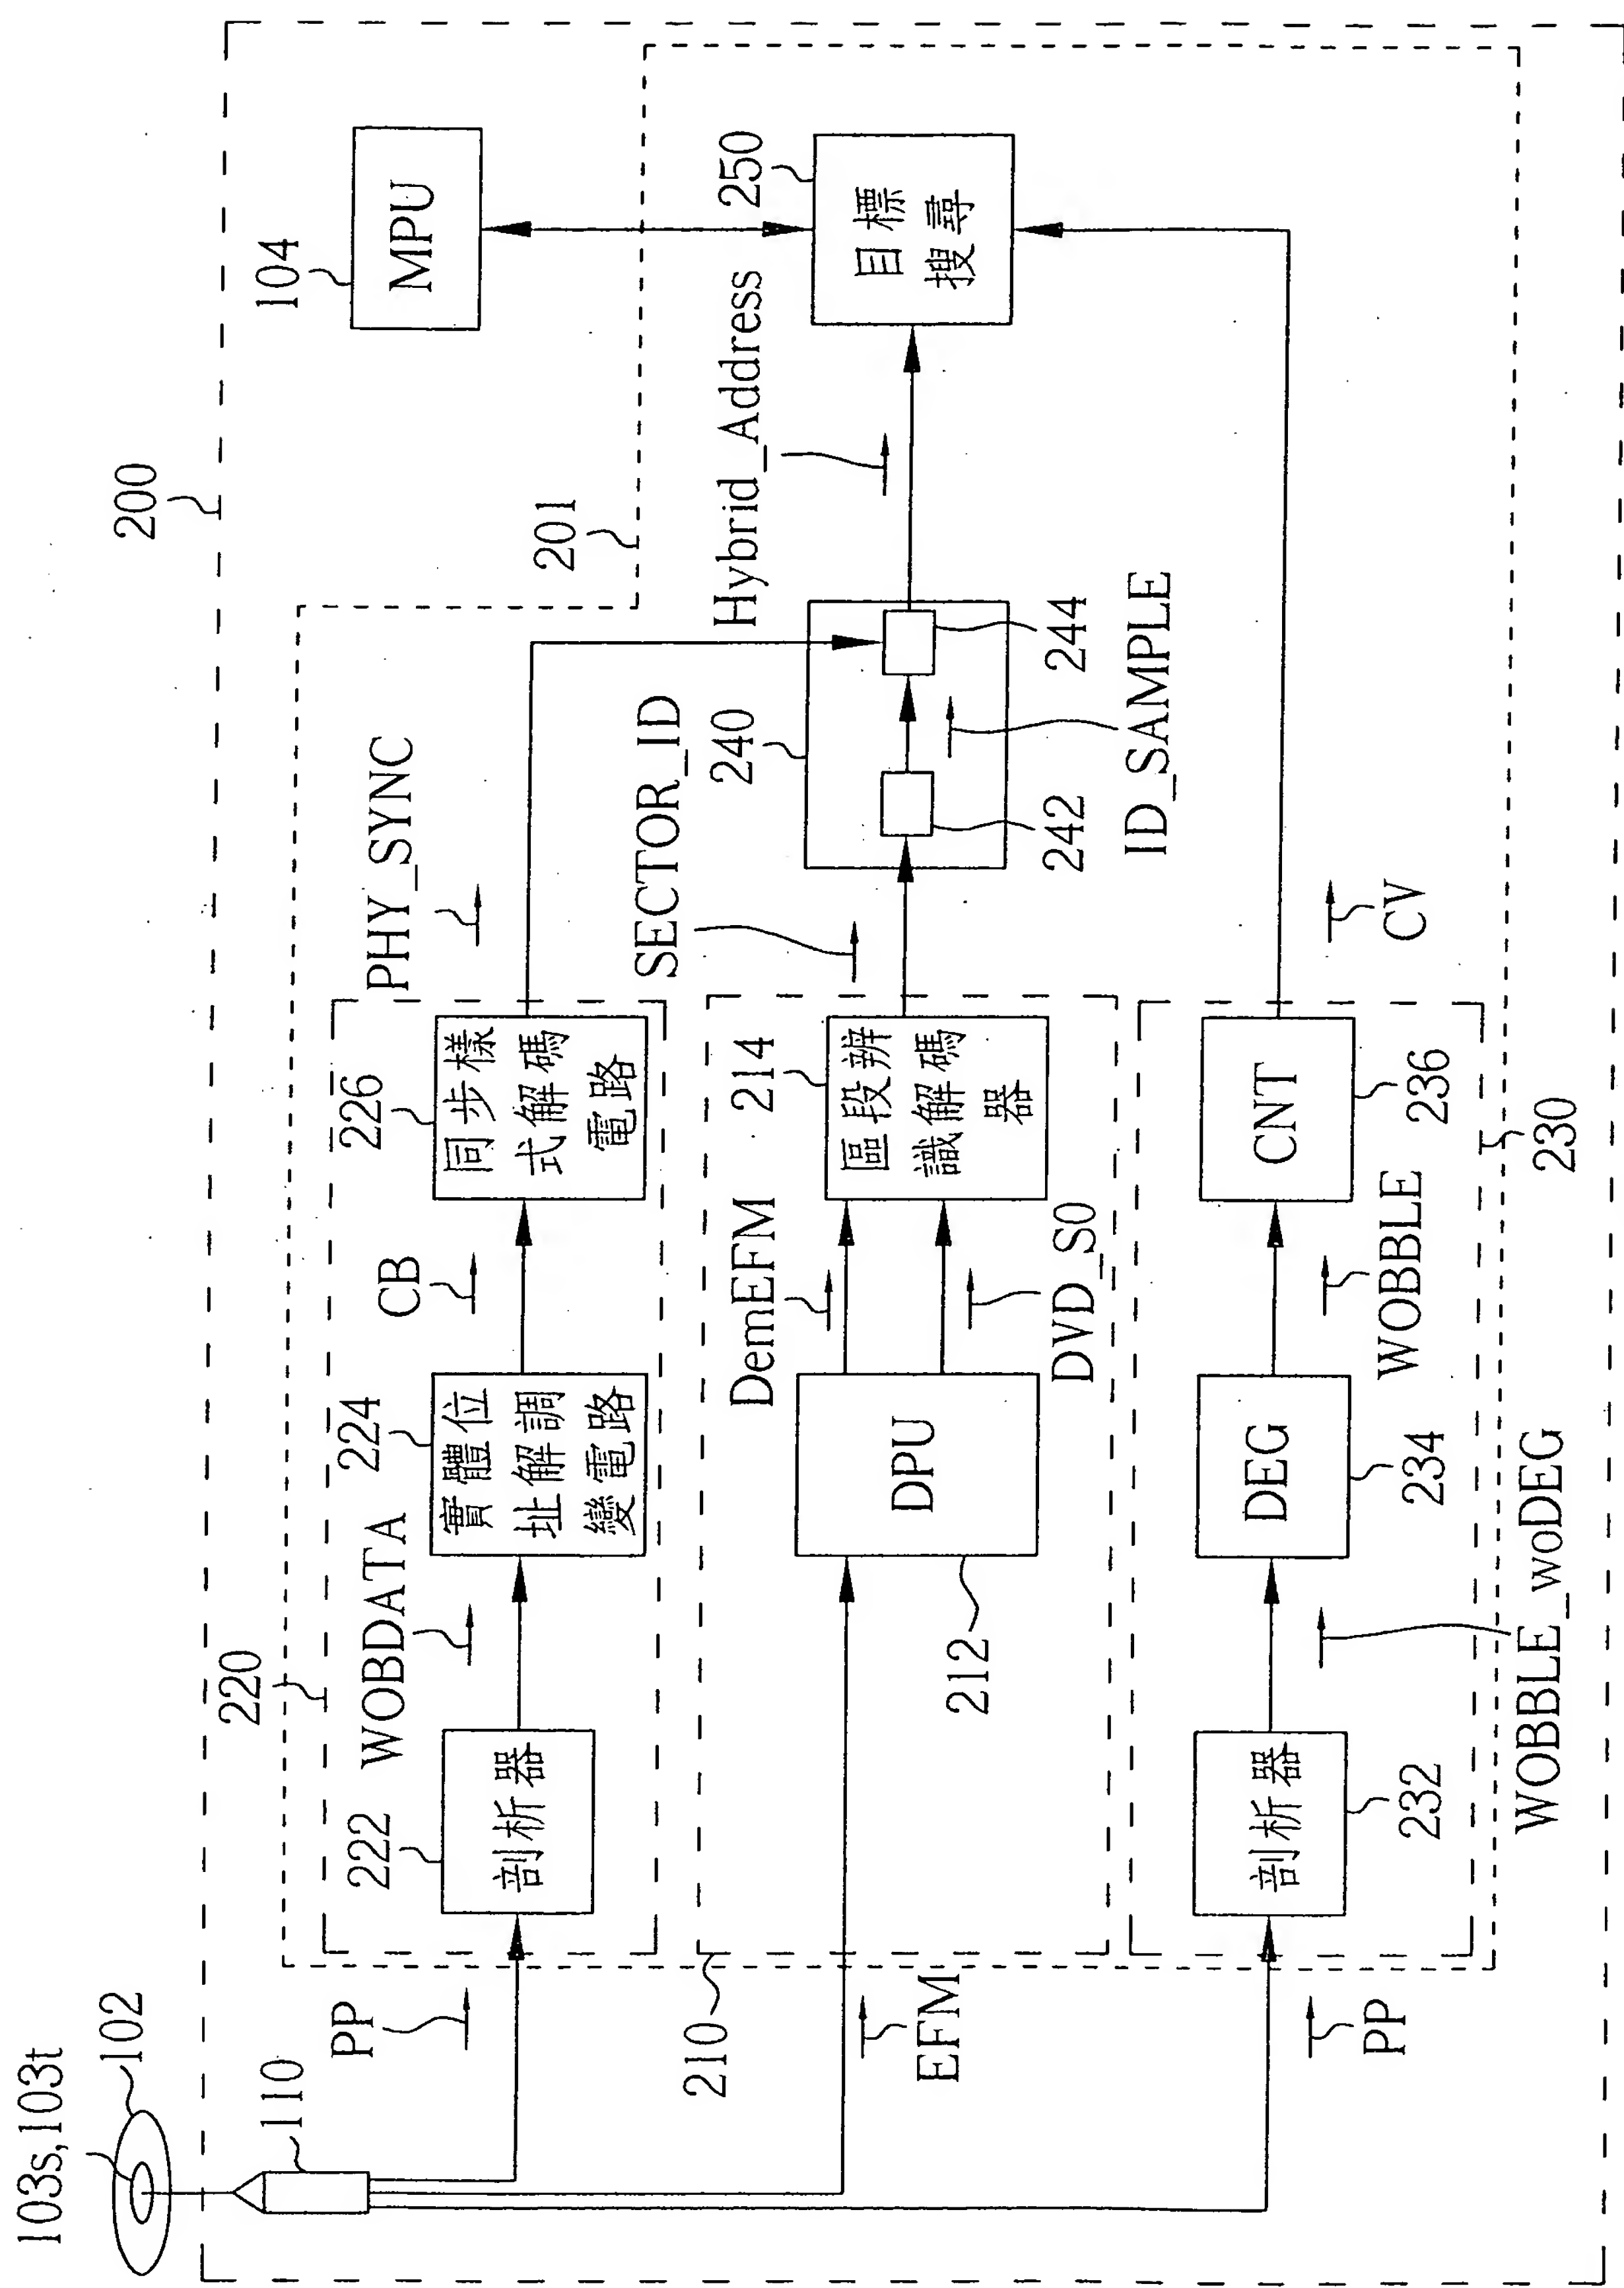 103s,103t
102
110
200
201
104
MPU
220
PP
222
剖析器
WOBDATA
224
實體位
址解調
變電路
CB
226
同步樣
式解碼
電路
PHY_SYNC
210
EFM
212
DPU
DemEFM
DVD_S0
214
區段辨
識解碼
器
SECTOR_ID
240
242
244
ID_SAMPLE
Hybrid_Address
250
目標
搜尋
PP
232
剖析器
WOBBLE_woDEG
234
DEG
WOBBLE
236
CNT
230
CV